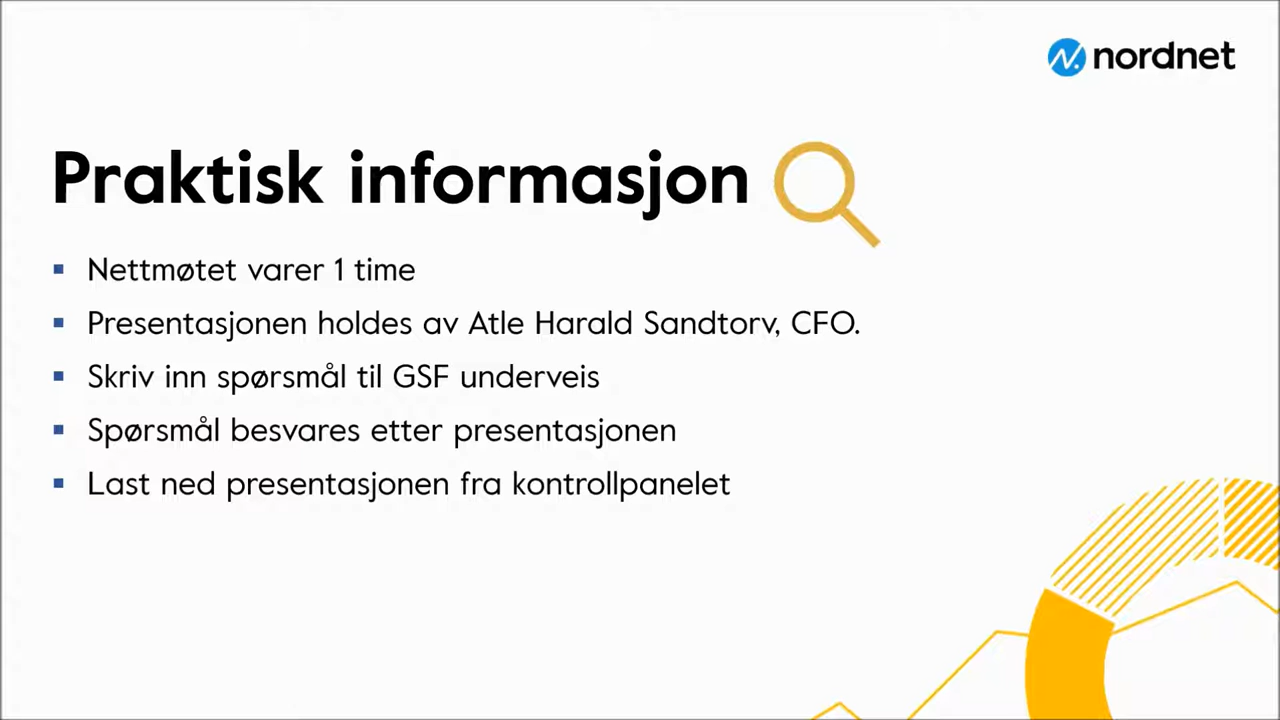 nordnet
Praktisk informasjon
▪ Nettmøtet varer 1 time
▪ Presentasjonen holdes av Atle Harald Sandtorv, CFO.
▪ Skriv inn spørsmål til GSF underveis
▪ Spørsmål besvares etter presentasjonen
▪ Last ned presentasjonen fra kontrollpanelet